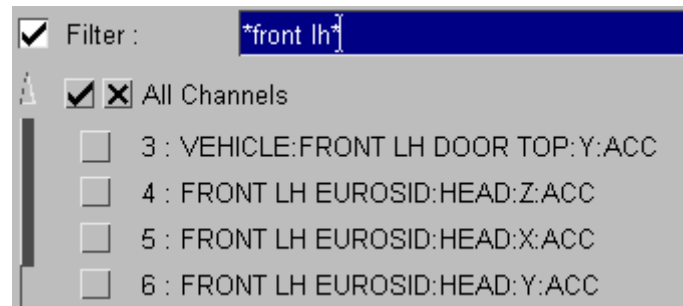 Filter : *front lh*
All Channels
3 : VEHICLE:FRONT LH DOOR TOP:Y:ACC
4 : FRONT LH EUROSID:HEAD:Z:ACC
5 : FRONT LH EUROSID:HEAD:X:ACC
6 : FRONT LH EUROSID:HEAD:Y:ACC